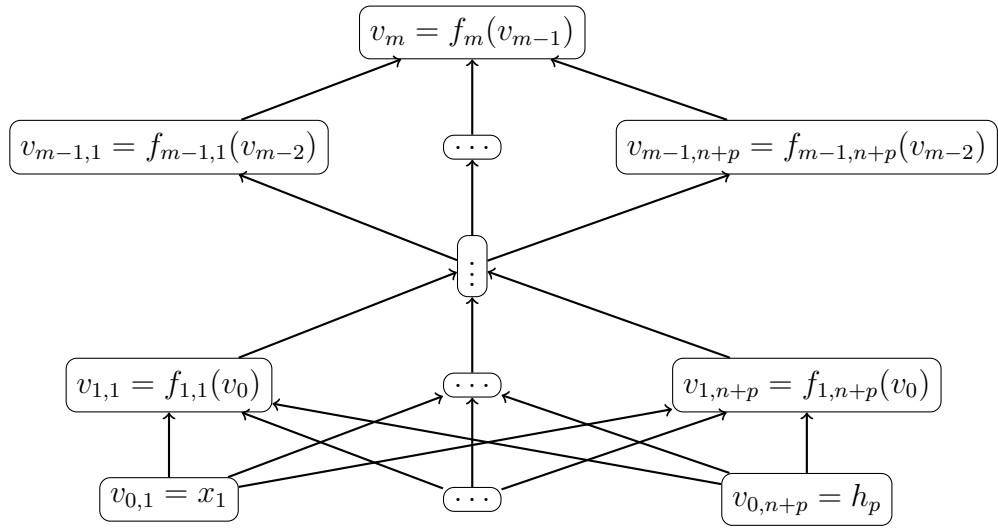 v_m = f_m(v_{m−1})
v_{m−1,1} = f_{m−1,1}(v_{m−2}) ··· v_{m−1,n+p} = f_{m−1,n+p}(v_{m−2})
⋮
v_{1,1} = f_{1,1}(v_0) ··· v_{1,n+p} = f_{1,n+p}(v_0)
v_{0,1} = x_1 ··· v_{0,n+p} = h_p